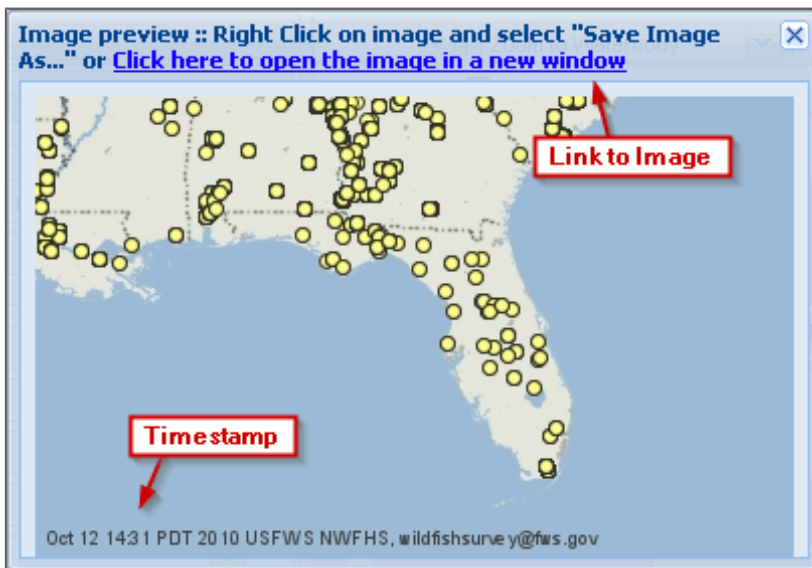 Image preview :: Right Click on image and select "Save Image
As..." or Click here to open the image in a new window
Link to Image
Timestamp
Oct 12 14:31 PDT 2010 USFWS NWFHS, wildfishsurvey@fws.gov